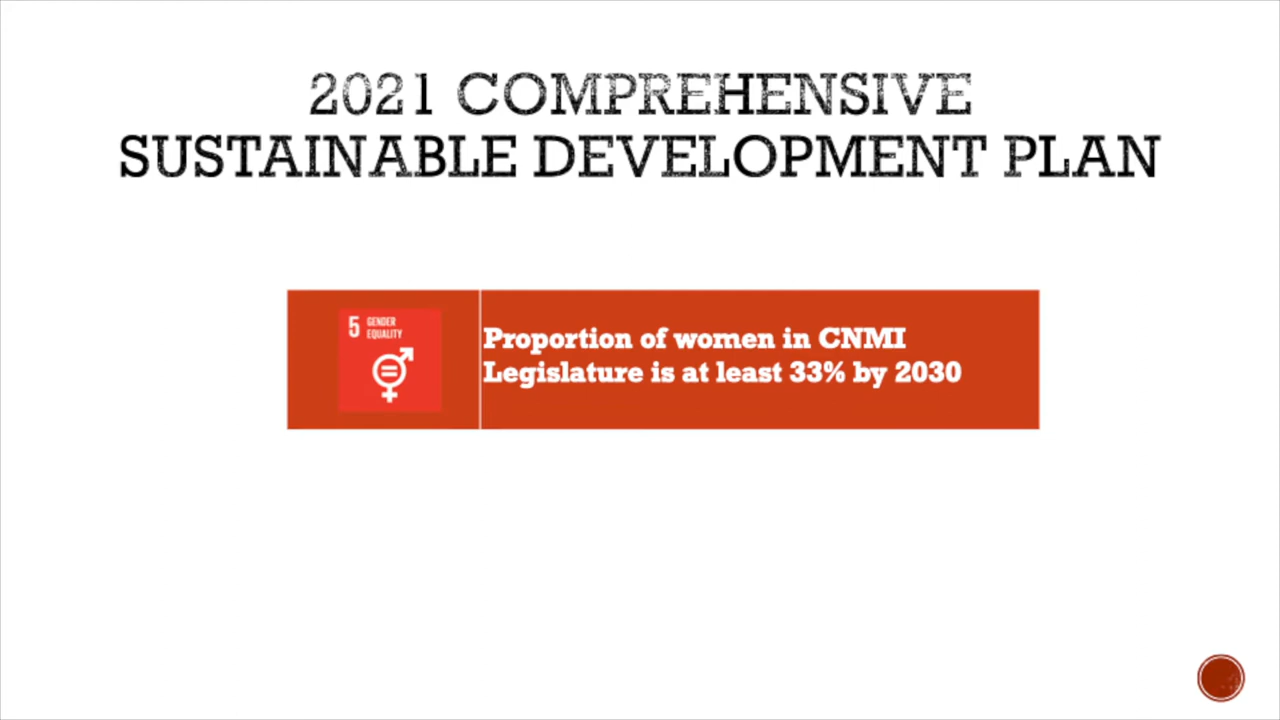 2021 COMPREHENSIVE
SUSTAINABLE DEVELOPMENT PLAN
5 GENDER
EQUALITY
Proportion of women in CNMI
Legislature is at least 33% by 2030